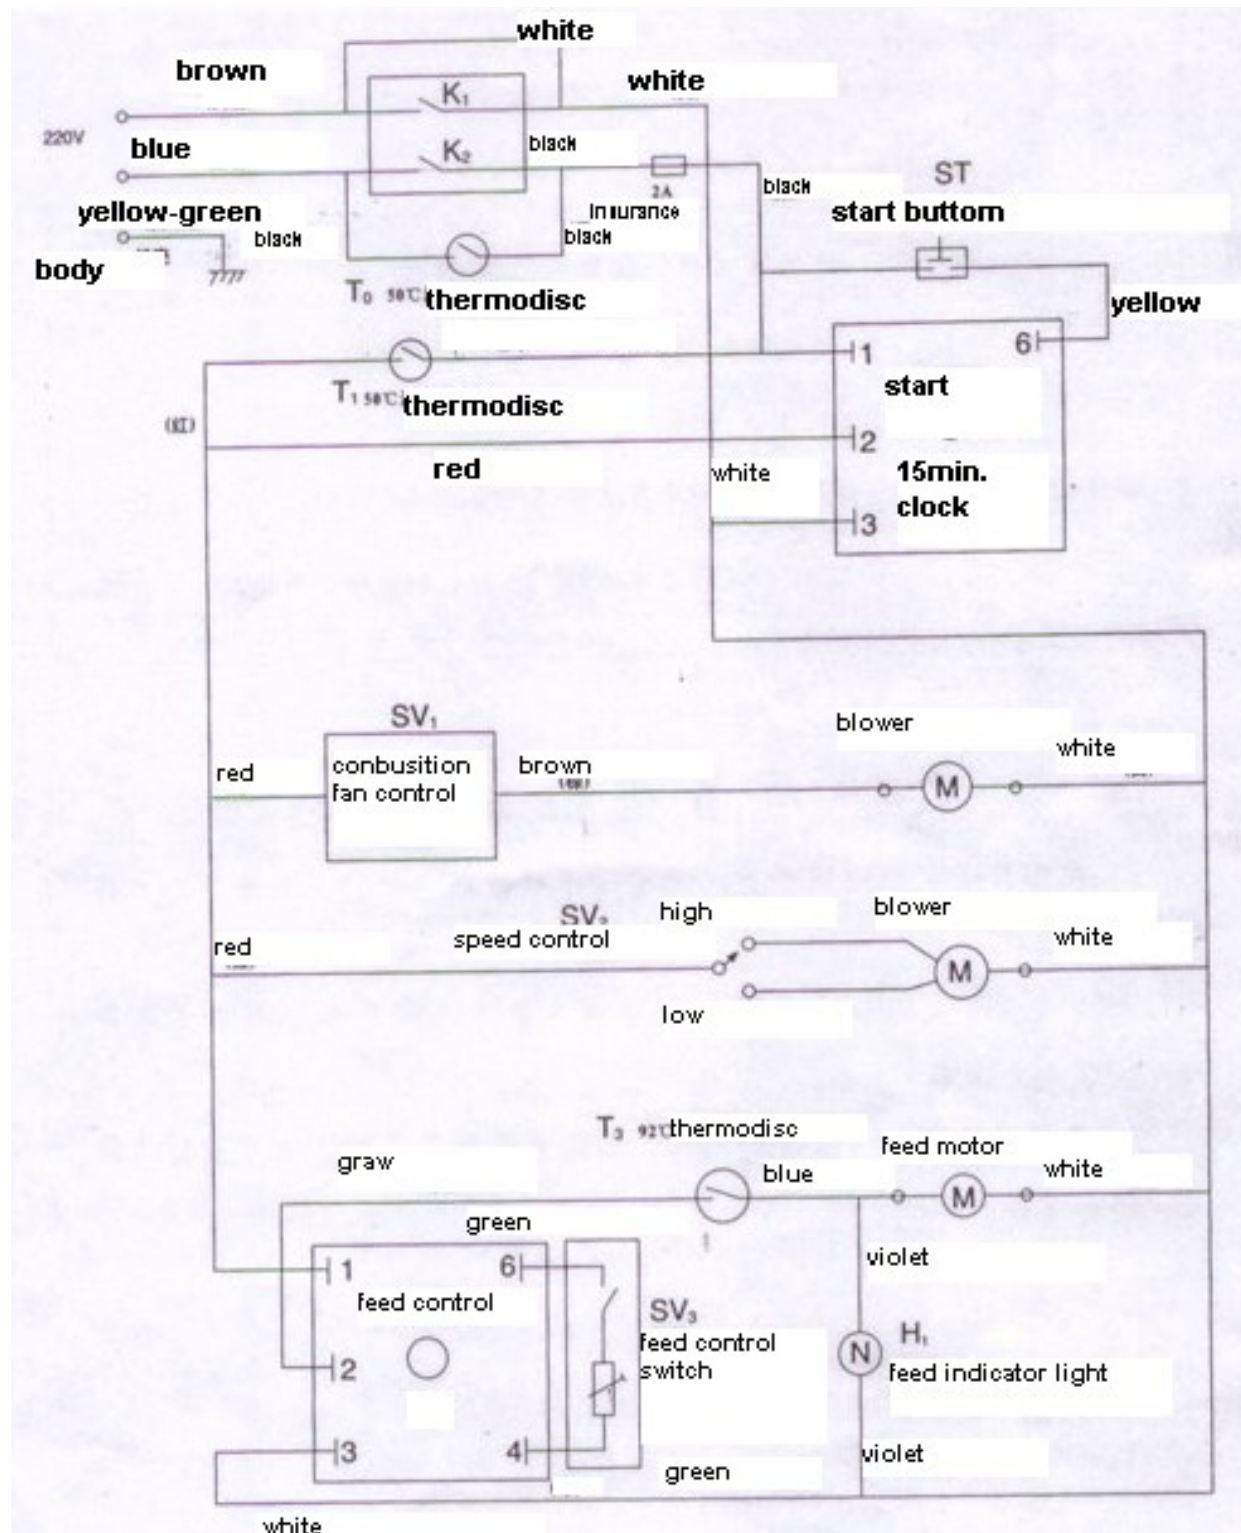 white
brown
white
K₁
220V
blue
K₂
black
yellow-green
black
body
2A
Insurance
black
black
ST
start buttom
T₀ 50℃
thermodisc
yellow
1
6
start
T₁ 50℃
thermodisc
(红)
2
red
white
15min.
clock
3
SV₁
blower
white
red
conbusition
fan control
brown
M
SV₂
high
blower
red
speed control
white
M
low
T₃ 92℃
thermodisc
feed motor
graw
blue
white
M
green
1
1
6
violet
feed control
SV₃
feed control
switch
2
N
H₁
feed indicator light
3
4
green
violet
white